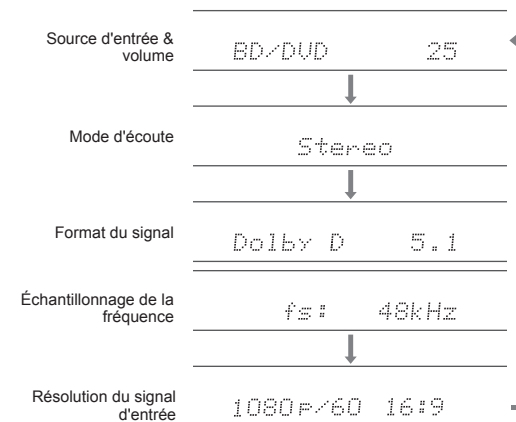 Source d'entrée &
volume
BD/DVD 25
Mode d'écoute
Stereo
Format du signal
Dolby D 5.1
Échantillonnage de la
fréquence
fs: 48kHz
Résolution du signal
d'entrée
1080p/60 16:9